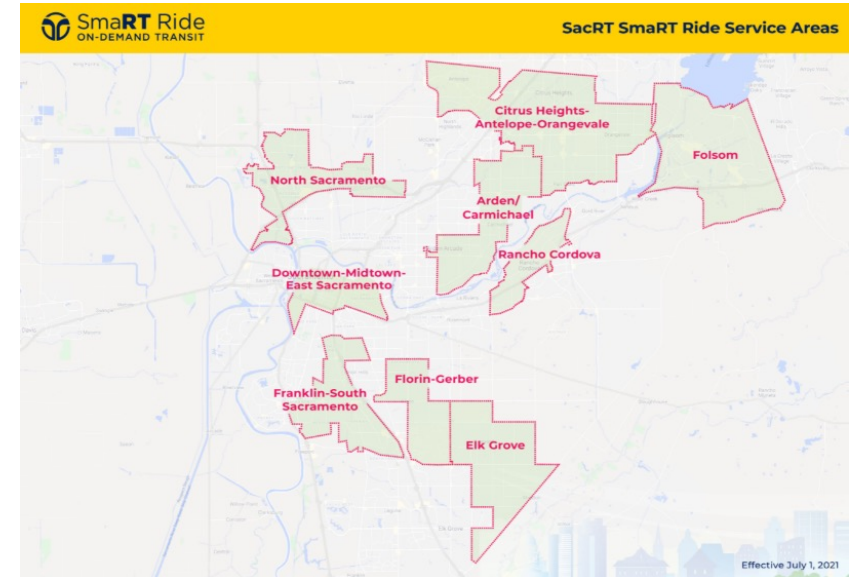 SmaRT Ride
ON-DEMAND TRANSIT
SacRT SmaRT Ride Service Areas
Citrus Heights-
Antelope-Orangevale
Folsom
North Sacramento
Arden/
Carmichael
Rancho Cordova
Downtown-Midtown-
East Sacramento
Florin-Gerber
Franklin-South
Sacramento
Elk Grove
Effective July 1, 2021